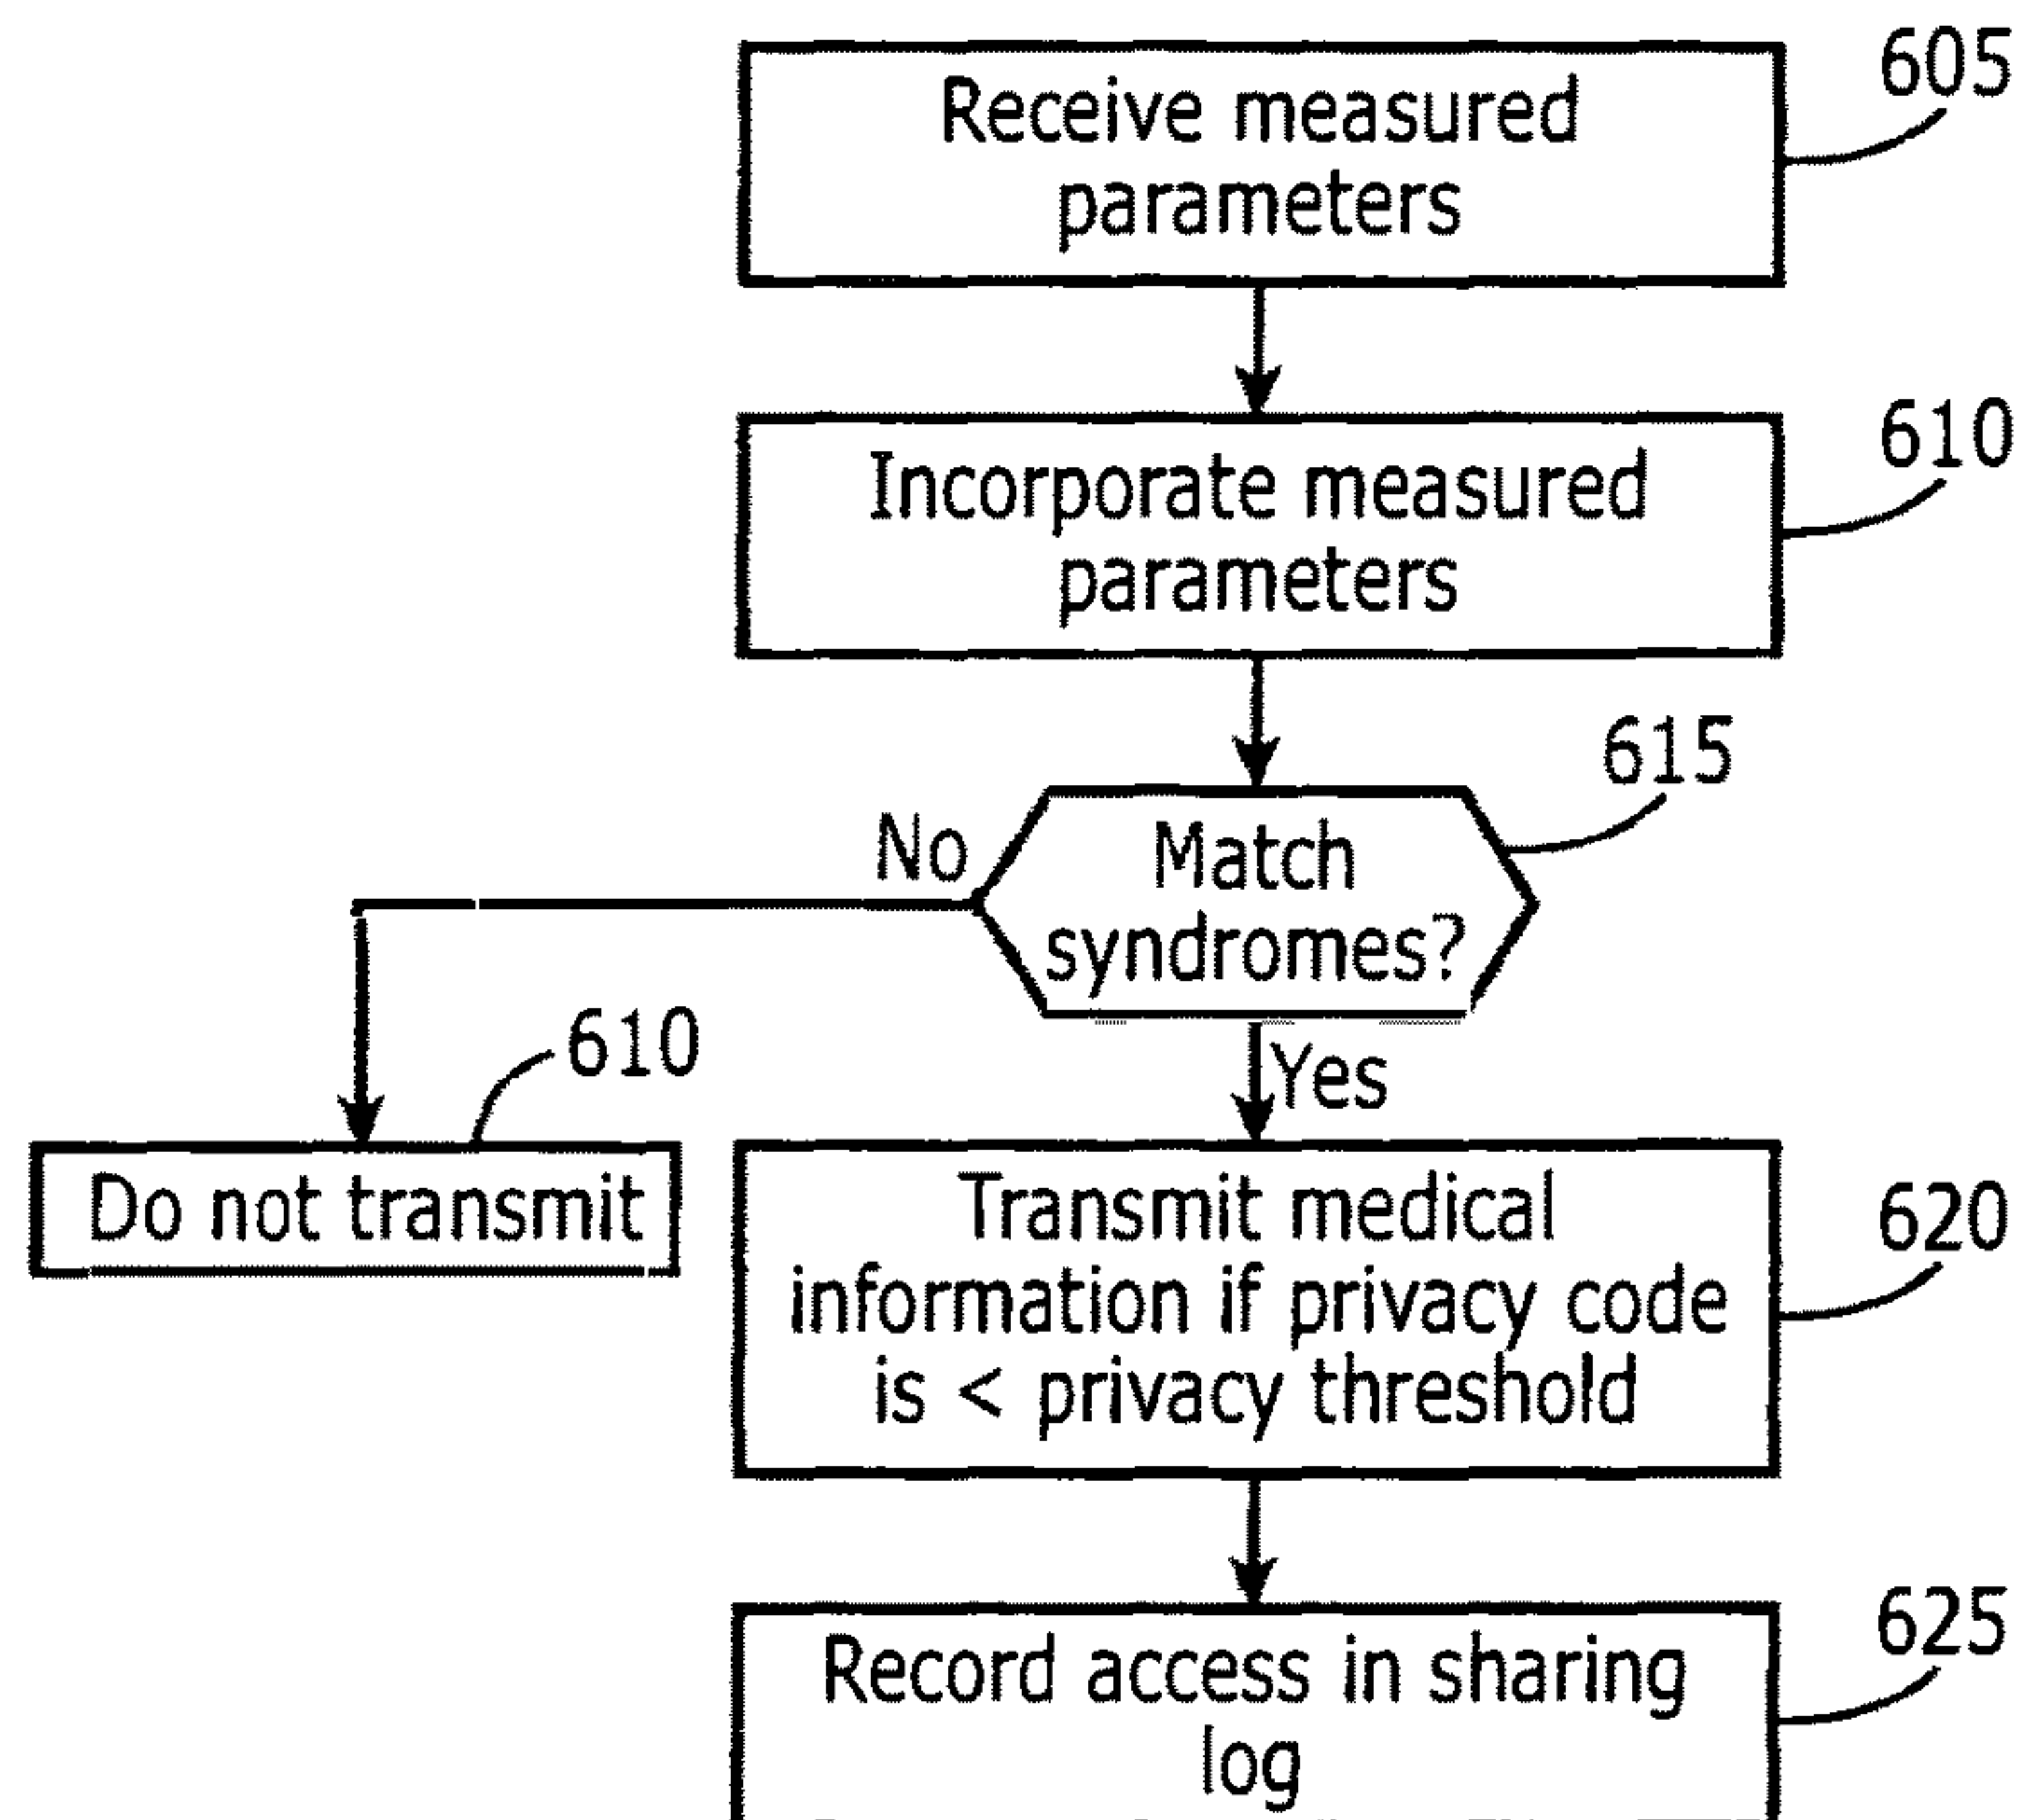 605
Receive measured
parameters
610
Incorporate measured
parameters
615
No
Match
syndromes?
610
Yes
Do not transmit
Transmit medical
information if privacy code
is < privacy threshold
620
625
Record access in sharing
log